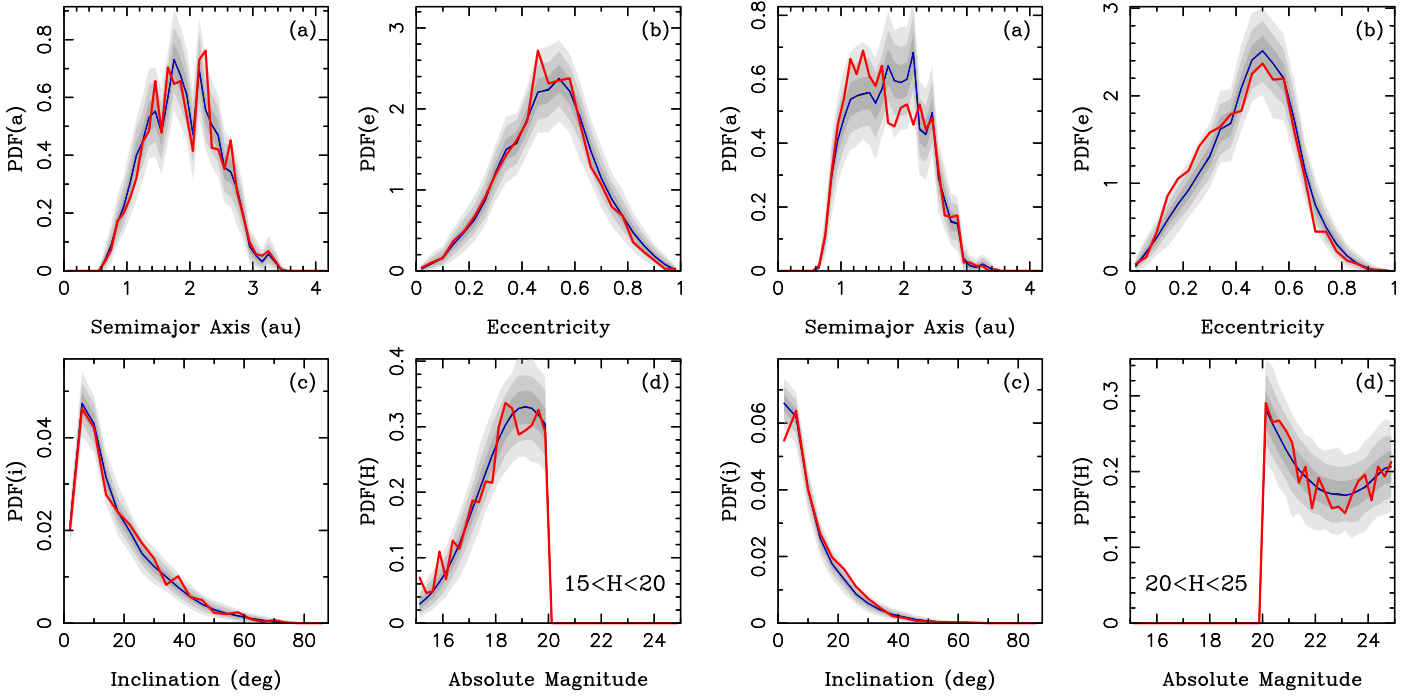 (a) (b) (a) (b)
0.8 3 0.8 3
0.6 2 0.6 2
0.4 1 0.4 1
0.2 0.2
0 0 0 0
PDF(a) PDF(e) PDF(a) PDF(e)
0 1 2 3 4 0 0.2 0.4 0.6 0.8 1 0 1 2 3 4 0 0.2 0.4 0.6 0.8 1
Semimajor Axis (au) Eccentricity Semimajor Axis (au) Eccentricity
(c) (d) (c) (d)
0.04 0.4 0.06 0.3
0.02 0.3 0.04 0.2
0 0.2 0.02 0.1
0.1 0 0
0
PDF(i) PDF(H) PDF(i) PDF(H)
15<H<20 20<H<25
0 20 40 60 80 16 18 20 22 24 0 20 40 60 80 16 18 20 22 24
Inclination (deg) Absolute Magnitude Inclination (deg) Absolute Magnitude